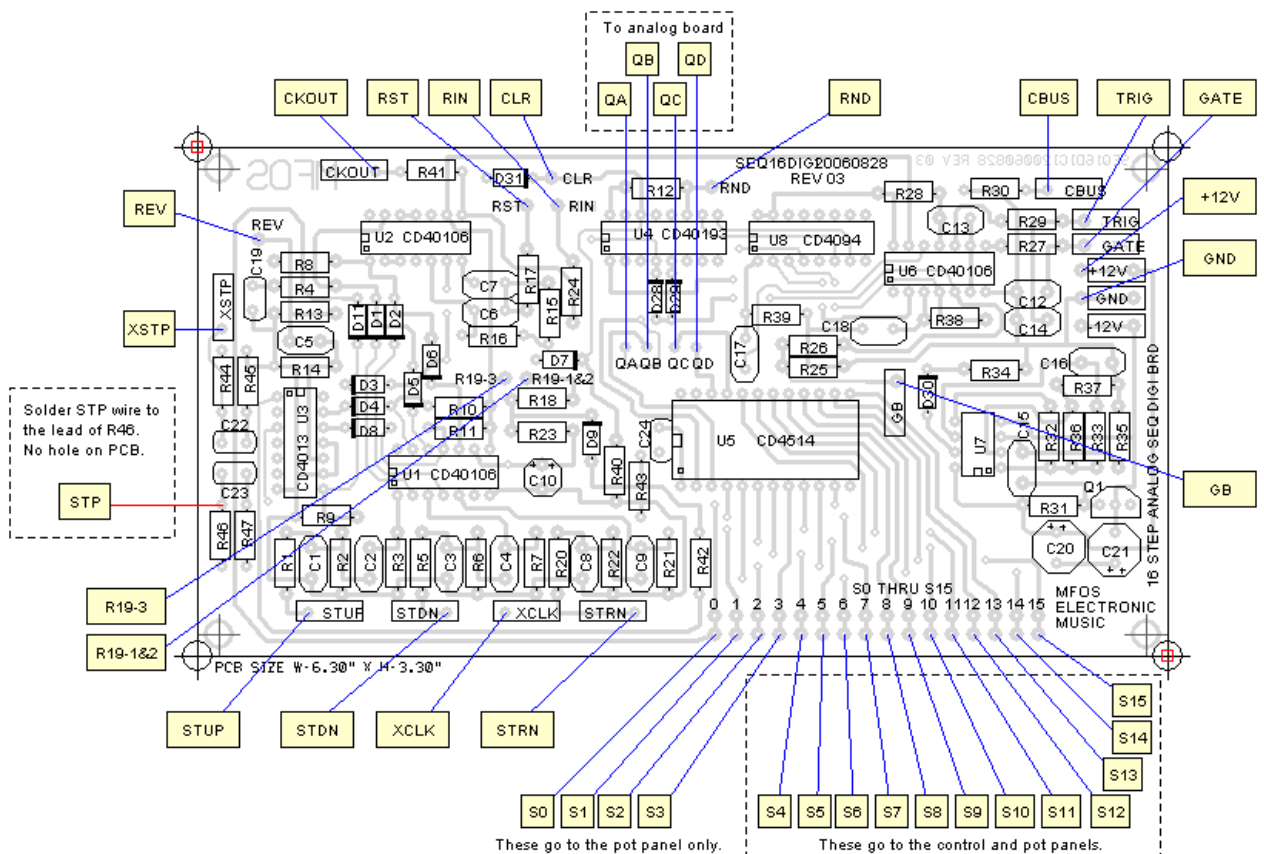 To analog board
QB QD
QA QC
CKOUT RST RIN CLR RND CBUS TRIG GATE
SEQ16DIGI20060828
REV 03
SEQ16DIGI20060828 REV 03
MFOS
CKOUT R41 D31 CLR R12 RND R28 R30 CBUS
RST RIN
REV
REV
+12V
R29 TRIG
C13
U2 CD40106 U4 CD40193 U8 CD4094
R27 GATE
C19 R8 R17 R24 U6 CD40106 +12V
GND
R4 C7 R15 D28 D29 C12 GND
XSTP
XSTP
R13 D11 D1 D2 C6 R39 C18 R38 C14 -12V
C5 R16 C17 R26
R44 R45 R14 D6 D7 QA QB QC QD R25 R34 C16
D3 D5 R19-3 R19-1&2 GB D30 R37
Solder STP wire to
the lead of R46.
No hole on PCB.
D4 R10 R18
C22 CD40013 U3 D8 R11 R23 D9 C24 U5 CD4514 U7 C15 R32 R36 R33 R35
U1 CD40106 C10 R40 R43
C23
STP
Q1
GB
R46 R47 R9 R31
C20 C21
R1 C1 R2 C2 R3 R5 C3 R6 C4 R7 R20 C8 R22 C9 R21 R42
16 STEP ANALOG SEQ-DIGI BRD
S0 THRU S15
R19-3
0 1 2 3 4 5 6 7 8 9 10 11 12 13 14 15
MFOS
ELECTRONIC
MUSIC
STUP STDN XCLK STRN
R19-1&2
PCB SIZE W-6.30" X H-3.30"
STUP STDN XCLK STRN
S15
S14
S13
S0 S1 S2 S3 S4 S5 S6 S7 S8 S9 S10 S11 S12
These go to the pot panel only.
These go to the control and pot panels.